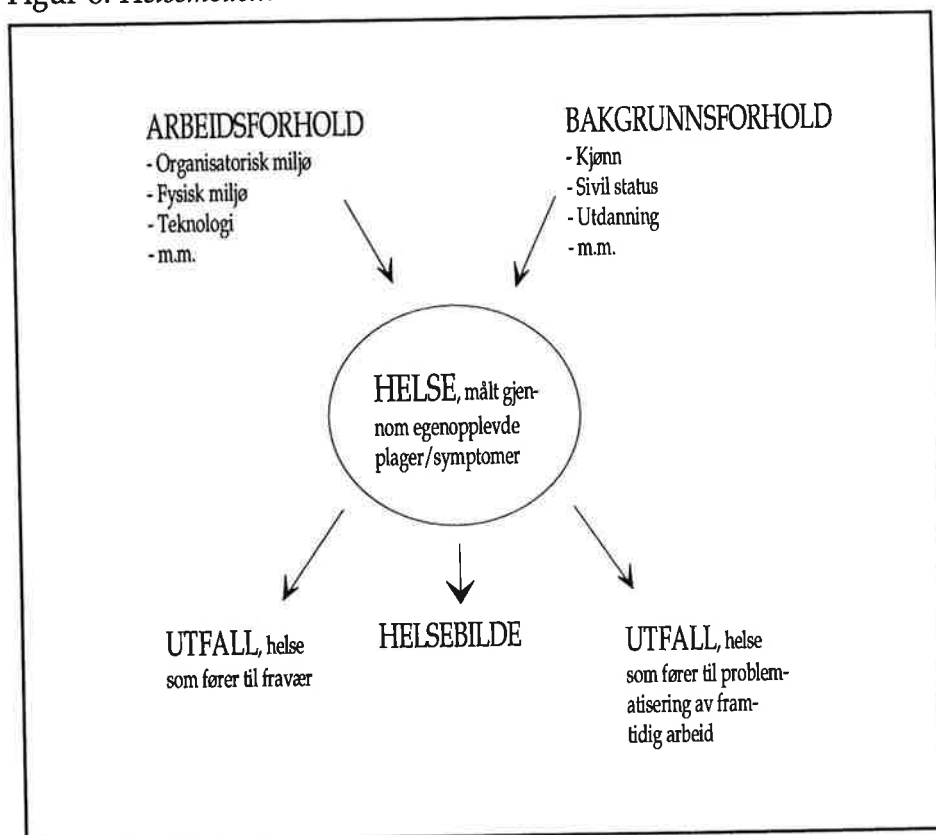 ARBEIDSFORHOLD
- Organisatorisk miljø
- Fysisk miljø
- Teknologi
- m.m.
BAKGRUNNSFORHOLD
- Kjønn
- Sivil status
- Utdanning
- m.m.
HELSE, målt gjen-
nom egenopplevde
plager/symptomer
UTFALL, helse
som fører til fravær
HELSEBILDE
UTFALL, helse
som fører til problem-
atisering av fram-
tidig arbeid